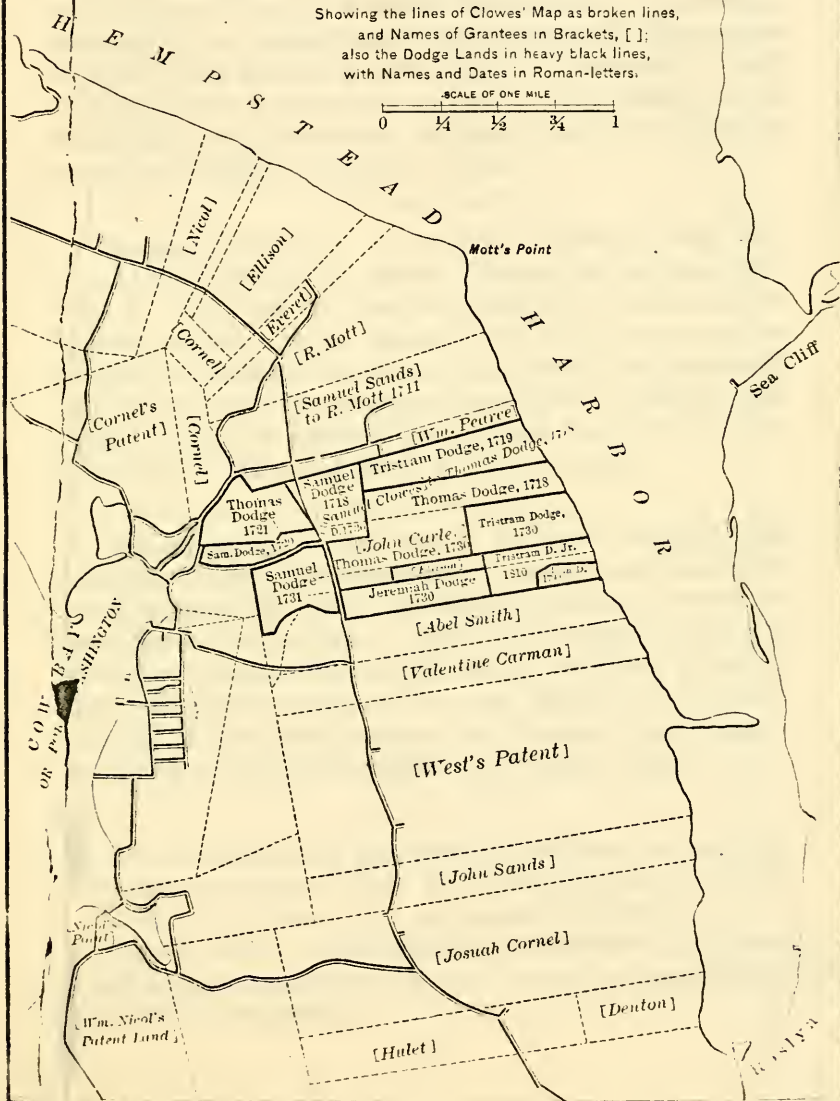 Showing the lines of Clowes' Map as broken lines,
and Names of Grantees in Brackets, [ ];
also the Dodge Lands in heavy black lines,
with Names and Dates in Roman-letters.
SCALE OF ONE MILE
0 ¼ ½ ¾ 1
HEMPSTEAD
HARBOR
Mott's Point
Sea Cliff
[Nicol]
[Ellison]
[Everet]
[Cornell
[R. Mott]
[Cornel's
Patent]
[Cornel]
[Samuel Sands]
to R. Mott 1711
[Wm. Pearce]
Tristram Dodge, 1719
Thomas Dodge, 1718
Samuel
Dodge
1718
Thomas Dodge, 1718
Thomas
Dodge
1721
Sam. Dodge,
[John Carle]
Thomas Dodge,
Tristram Dodge,
1730
Samuel
Dodge
1731
Tristram D. Jr.
1810
Jeremiah Dodge
1730
[Abel Smith]
[Valentine Carman]
COW BAY
OR
[West's Patent]
[John Sands]
[Nicol's
Point]
[Josuah Cornel]
[Wm. Nicol's
Patent Land]
[Denton]
[Hulet]
Roslyn